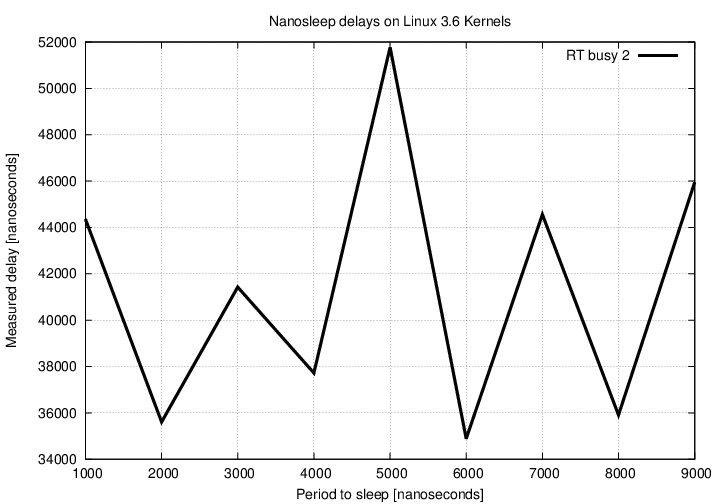 Nanosleep delays on Linux 3.6 Kernels
RT busy 2
52000
50000
48000
46000
44000
42000
40000
38000
36000
34000
Measured delay [nanoseconds]
1000 2000 3000 4000 5000 6000 7000 8000 9000
Period to sleep [nanoseconds]